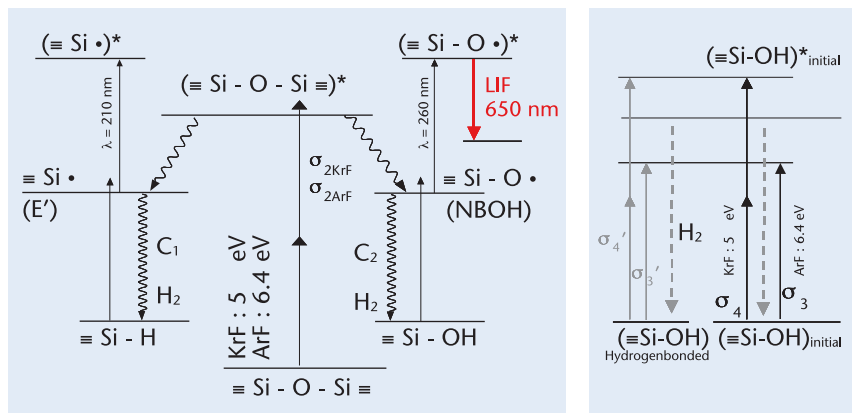 (≡ Si •)*
(≡ Si - O •)*
(≡ Si - O - Si ≡)*
λ = 210 nm
λ = 260 nm
LIF
650 nm
σ2KrF
σ2ArF
≡ Si •
(E’)
≡ Si - O •
(NBOH)
C1
H2
C2
H2
KrF : 5 eV
ArF : 6.4 eV
≡ Si - H
≡ Si - OH
≡ Si - O - Si ≡
(≡Si-OH)*initial
σ4’
σ3’
H2
KrF : 5 eV
ArF : 6.4 eV
σ4
σ3
(≡Si-OH)
Hydrogenbonded
(≡Si-OH)initial